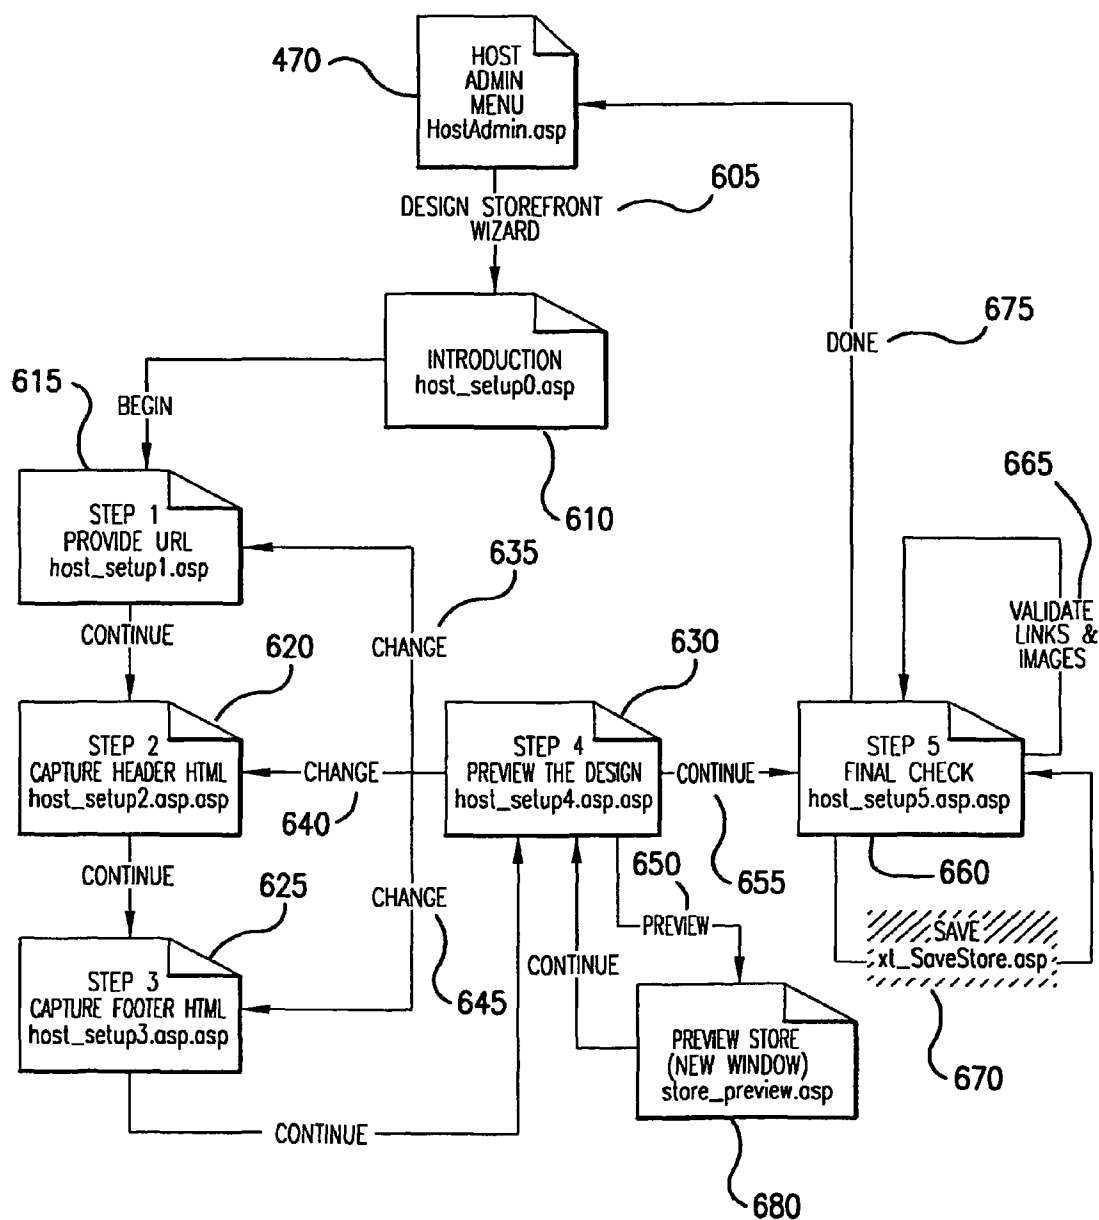 470
HOST
ADMIN
MENU
HostAdmin.asp
605
DESIGN STOREFRONT
WIZARD
675
DONE
INTRODUCTION
host_setup0.asp
615
BEGIN
665
610
STEP 1
PROVIDE URL
host_setup1.asp
635
VALIDATE
LINKS &
IMAGES
CONTINUE
CHANGE
620
630
STEP 2
CAPTURE HEADER HTML
host_setup2.asp.asp
CHANGE
640
STEP 4
PREVIEW THE DESIGN
host_setup4.asp.asp
CONTINUE
655
STEP 5
FINAL CHECK
host_setup5.asp.asp
660
CONTINUE
625
CHANGE
645
650
PREVIEW
SAVE
xt_SaveStore.asp
670
STEP 3
CAPTURE FOOTER HTML
host_setup3.asp.asp
CONTINUE
PREVIEW STORE
(NEW WINDOW)
store_preview.asp
CONTINUE
680